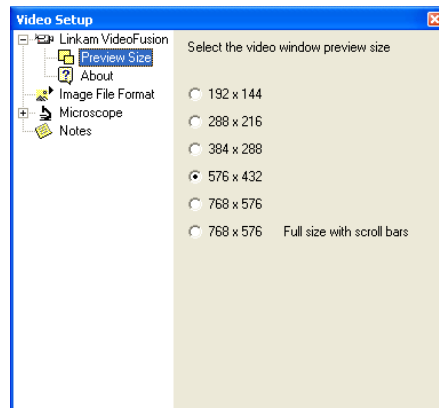 Video Setup
Linkam VideoFusion
Preview Size
About
Image File Format
Microscope
Notes
Select the video window preview size
192 x 144
288 x 216
384 x 288
576 x 432
768 x 576
768 x 576 Full size with scroll bars